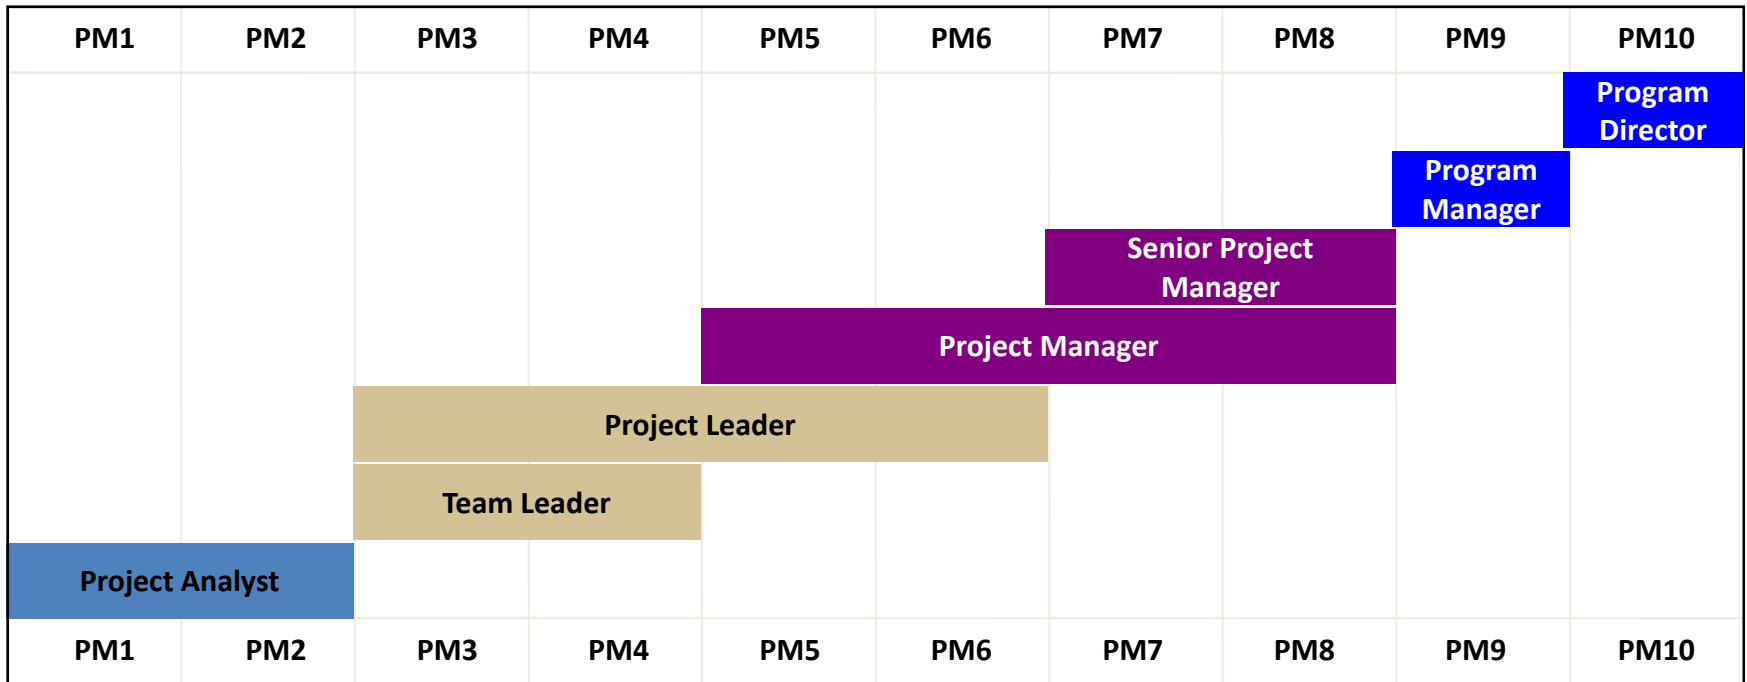 PM1 PM2 PM3 PM4 PM5 PM6 PM7 PM8 PM9 PM10
Program
Director
Program
Manager
Senior Project
Manager
Project Manager
Project Leader
Team Leader
Project Analyst
PM1 PM2 PM3 PM4 PM5 PM6 PM7 PM8 PM9 PM10